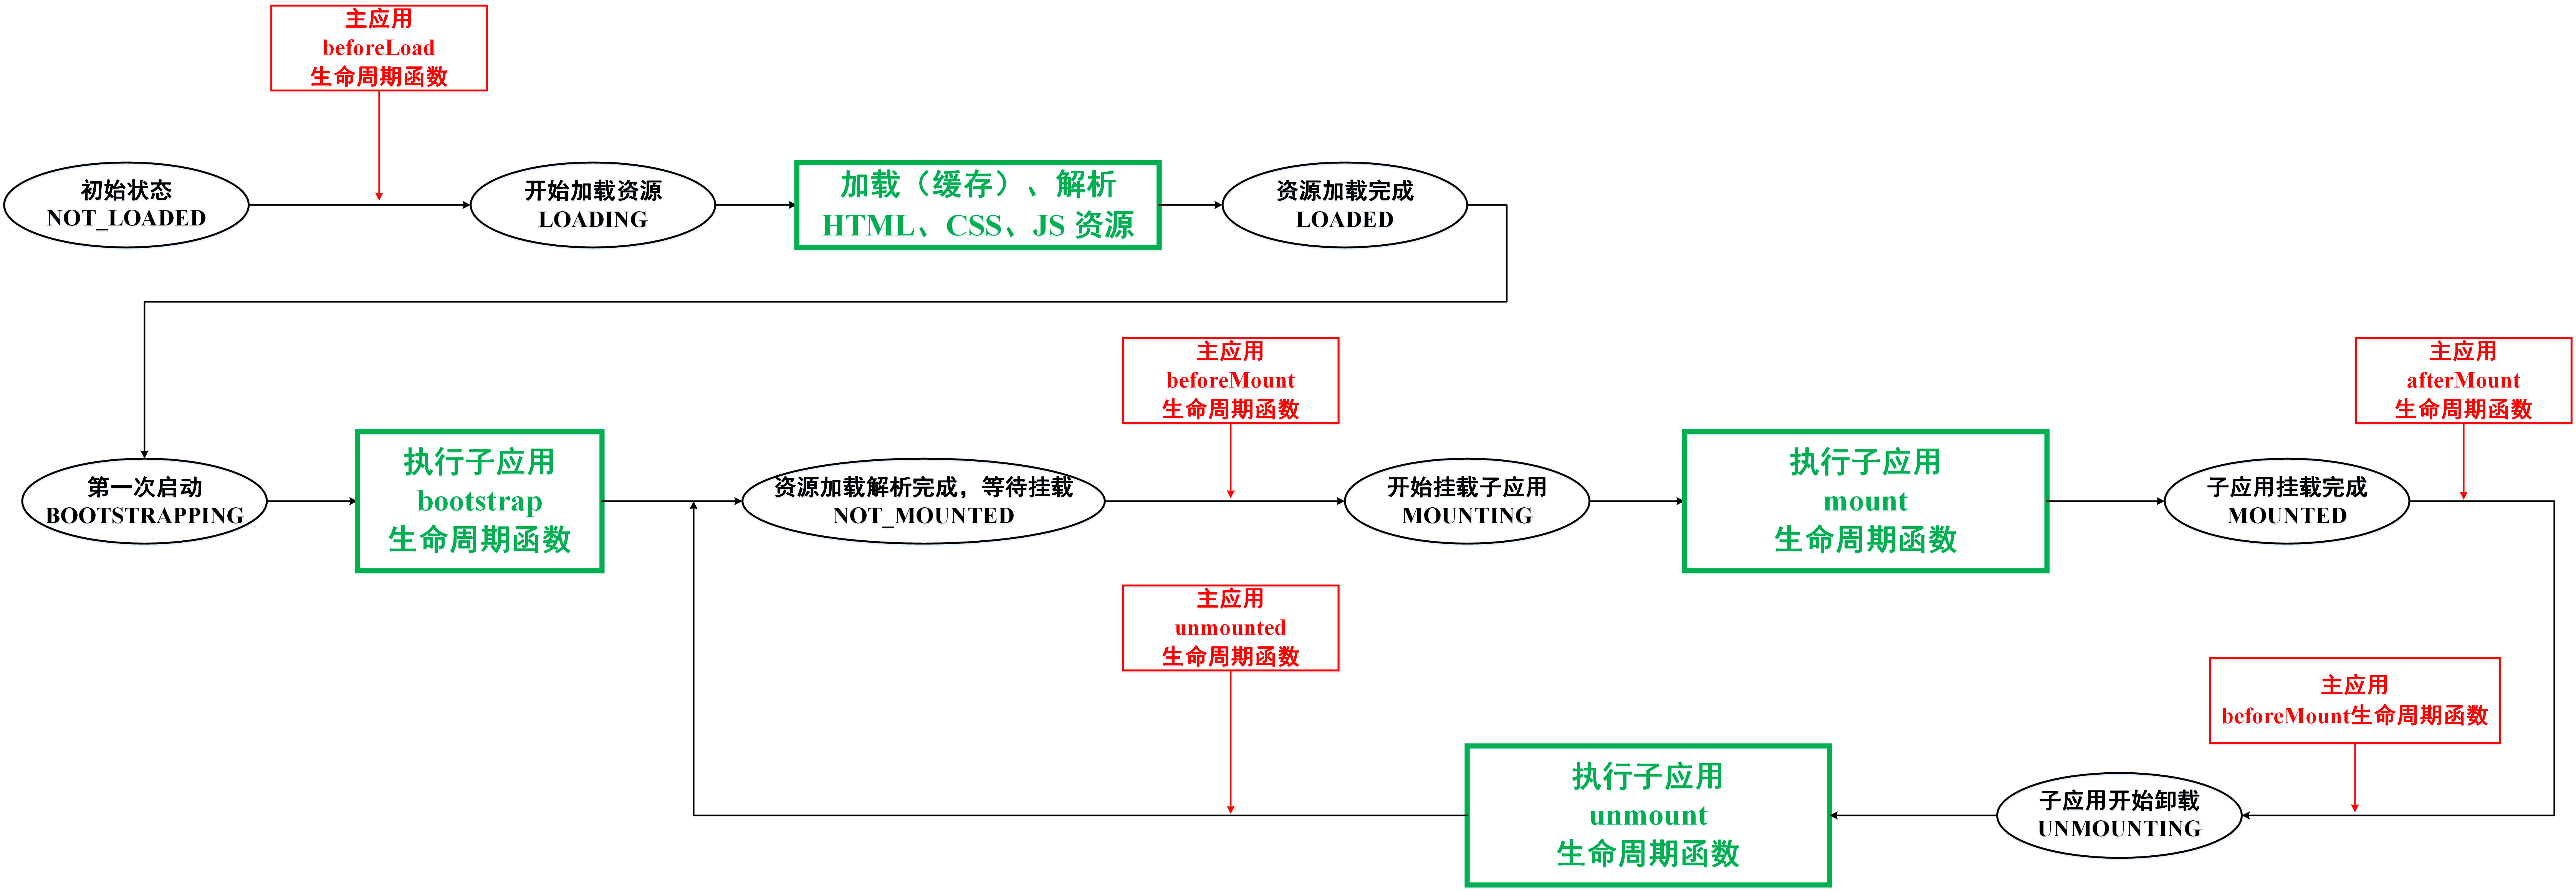 主应用
beforeLoad
生命周期函数
初始状态
NOT_LOADED
开始加载资源
LOADING
加载（缓存）、解析
HTML、CSS、JS 资源
资源加载完成
LOADED
主应用
beforeMount
生命周期函数
主应用
afterMount
生命周期函数
第一次启动
BOOTSTRAPPING
执行子应用
bootstrap
生命周期函数
资源加载解析完成，等待挂载
NOT_MOUNTED
开始挂载子应用
MOUNTING
执行子应用
mount
生命周期函数
子应用挂载完成
MOUNTED
主应用
unmounted
生命周期函数
主应用
beforeMount生命周期函数
执行子应用
unmount
生命周期函数
子应用开始卸载
UNMOUNTING